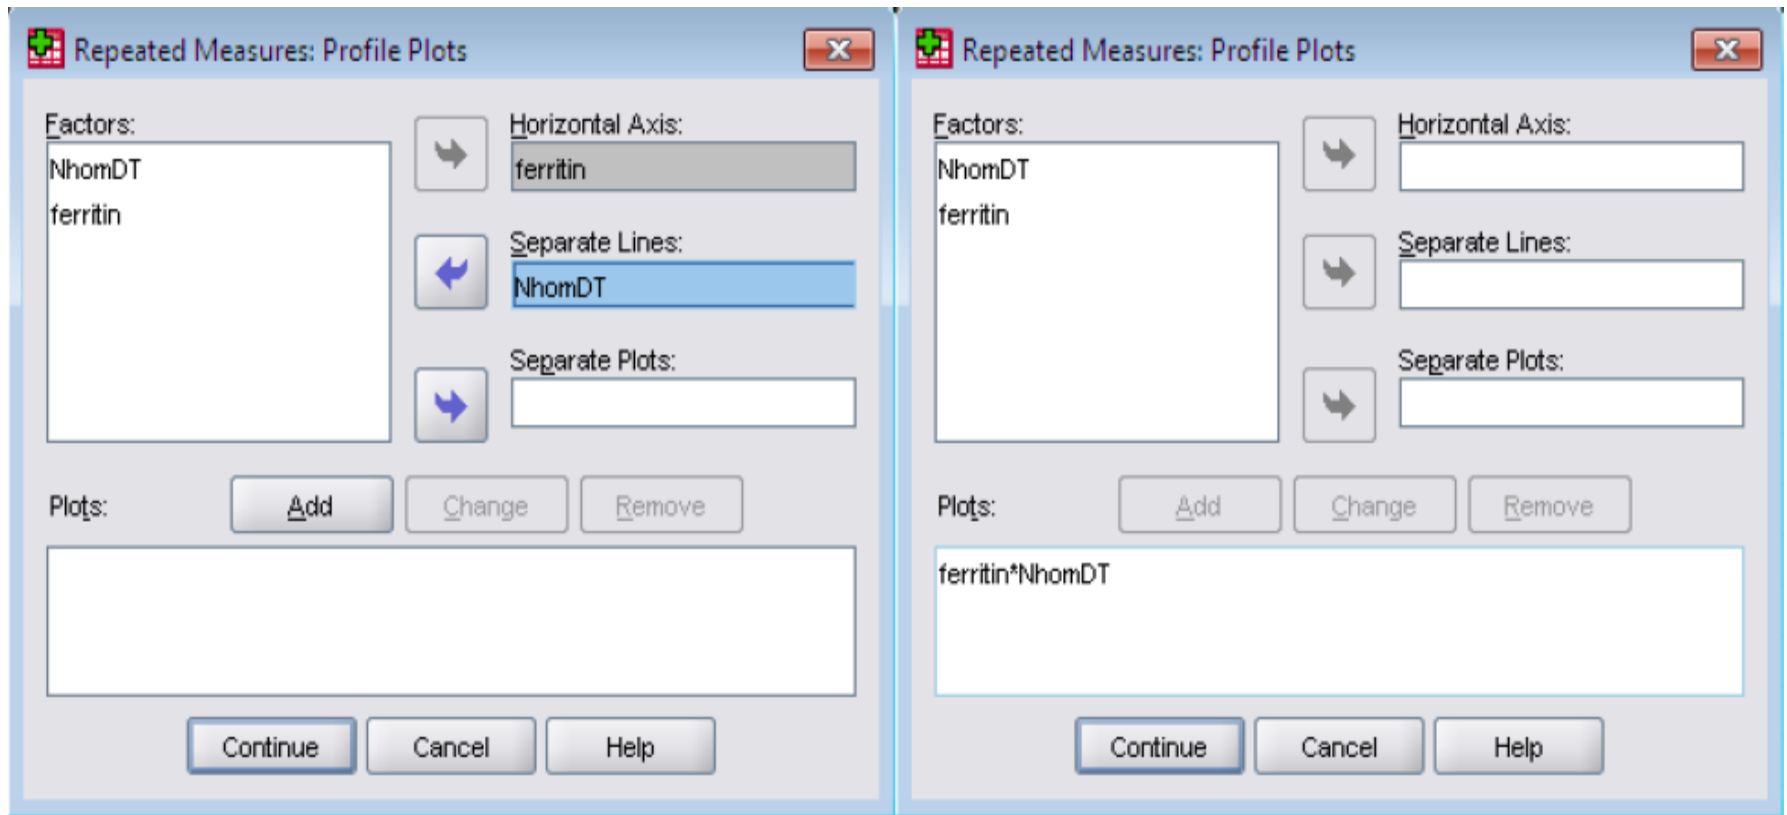 Repeated Measures: Profile Plots
Factors:
NhomDT
ferritin
Horizontal Axis:
ferritin
Separate Lines:
NhomDT
Separate Plots:
Plots:
Add
Change
Remove
Continue
Cancel
Help
Repeated Measures: Profile Plots
Factors:
NhomDT
ferritin
Horizontal Axis:
Separate Lines:
Separate Plots:
Plots:
Add
Change
Remove
ferritin*NhomDT
Continue
Cancel
Help